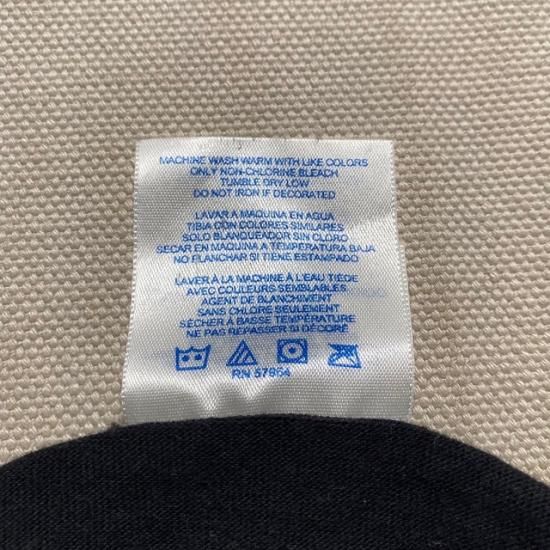 MACHINE WASH WARM WITH LIKE COLORS
ONLY NON-CHLORINE BLEACH
TUMBLE DRY LOW
DO NOT IRON IF DECORATED
LAVAR A MAQUINA EN AGUA
TIBIA CON COLORES SIMILARES
SOLO BLANQUEADOR SIN CLORO
SECAR EN MAQUINA A TEMPERATURA BAJA
NO PLANCHAR SI TIENE ESTAMPADO
LAVER À LA MACHINE À L'EAU TIÈDE
AVEC COULEURS SEMBLABLES
AGENT DE BLANCHIMENT
SANS CHLORE SEULEMENT
SÉCHER À BASSE TEMPÉRATURE
NE PAS REPASSER SI DÉCORÉ
RN 57964